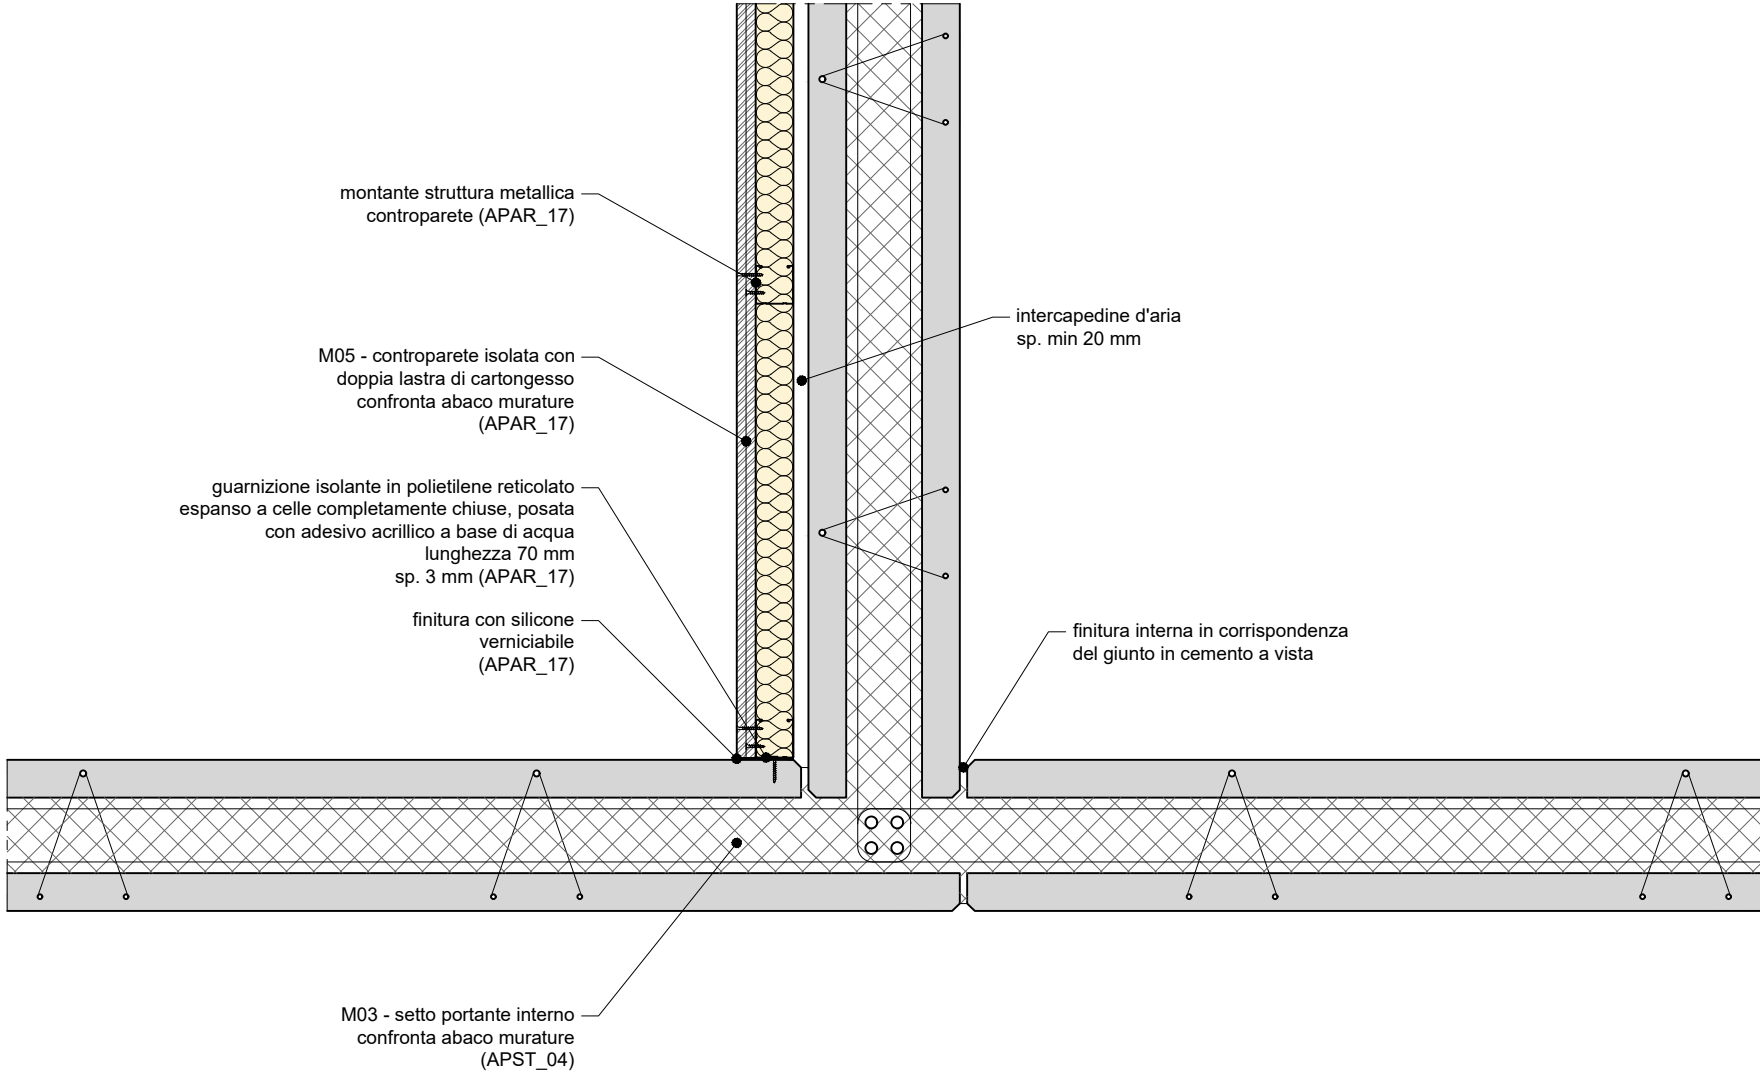 montante struttura metallica
controparete (APAR_17)
intercapedine d'aria
sp. min 20 mm
M05 - controparete isolata con
doppia lastra di cartongesso
confronta abaco murature
(APAR_17)
guarnizione isolante in polietilene reticolato
espanso a celle completamente chiuse, posata
con adesivo acrillico a base di acqua
lunghezza 70 mm
sp. 3 mm (APAR_17)
finitura con silicone
verniciabile
(APAR_17)
finitura interna in corrispondenza
del giunto in cemento a vista
M03 - setto portante interno
confronta abaco murature
(APST_04)